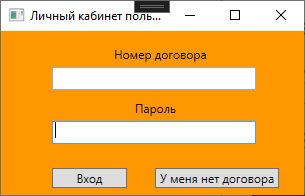 Личный кабинет поль...
Номер договора
Пароль
Вход
У меня нет договора